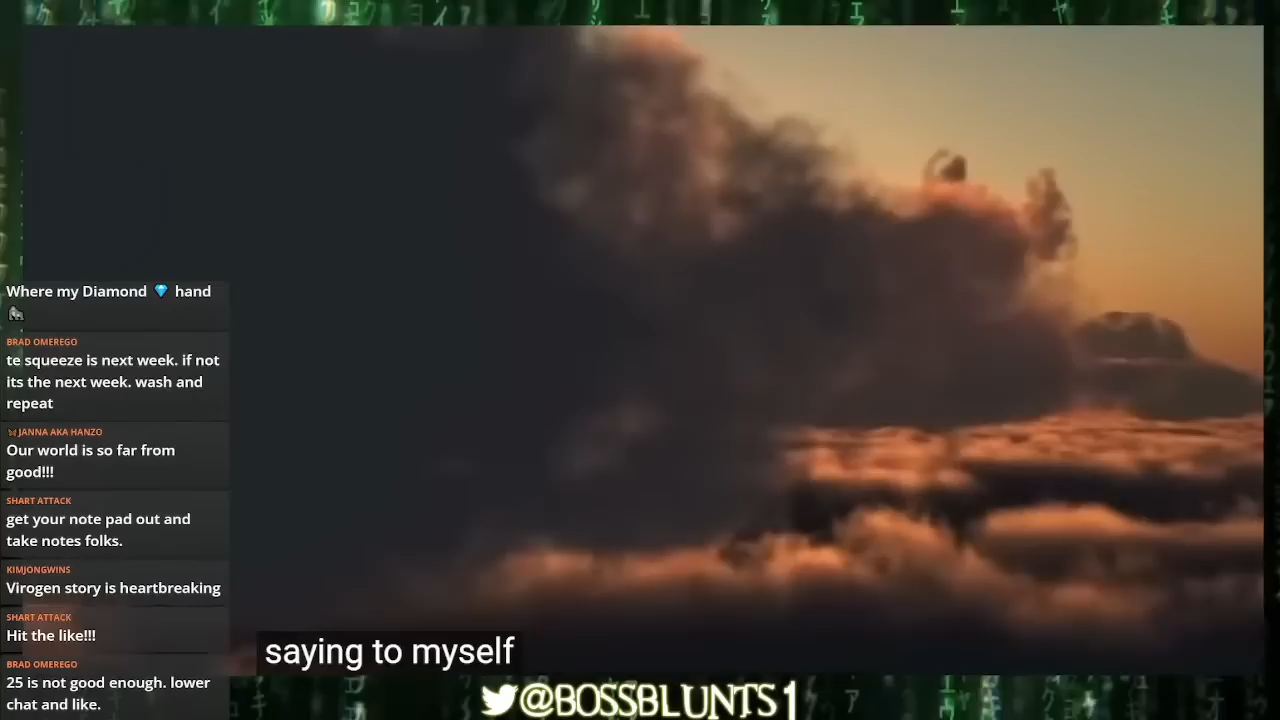 Where my Diamond 💎 hand
BRAD OMEREGO
te squeeze is next week. if not
its the next week. wash and
repeat
JANNA AKA HANZO
Our world is so far from
good!!!
SHART ATTACK
get your note pad out and
take notes folks.
KIMJONGWINS
Virogen story is heartbreaking
SHART ATTACK
Hit the like!!!
BRAD OMEREGO
25 is not good enough. lower
chat and like.
saying to myself
@BOSSBLUNTS1